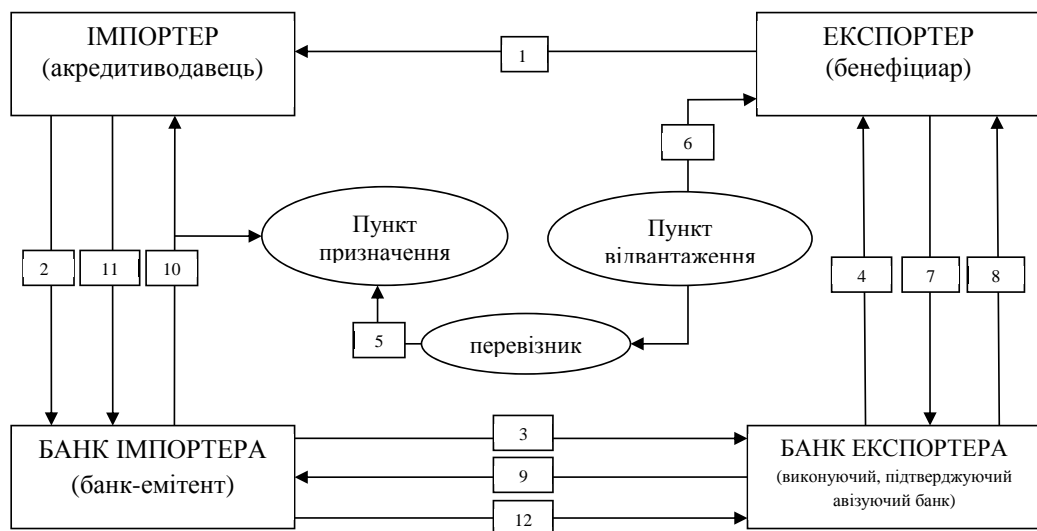 ІМПОРТЕР
(акредитиводавець)
1
ЕКСПОРТЕР
(бенефіциар)
6
Пункт
призначення
Пункт
відвантаження
2
11
10
4
7
8
5
перевізник
БАНК ІМПОРТЕРА
(банк-емітент)
3
9
12
БАНК ЕКСПОРТЕРА
(виконуючий, підтверджуючий
авізуючий банк)